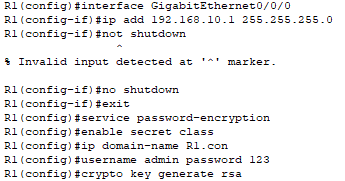 R1(config)#interface GigabitEthernet0/0/0
R1(config-if)#ip add 192.168.10.1 255.255.255.0
R1(config-if)#not shutdown
^
% Invalid input detected at '^' marker.
R1(config-if)#no shutdown
R1(config-if)#exit
R1(config)#service password-encryption
R1(config)#enable secret class
R1(config)#ip domain-name R1.con
R1(config)#username admin password 123
R1(config)#crypto key generate rsa